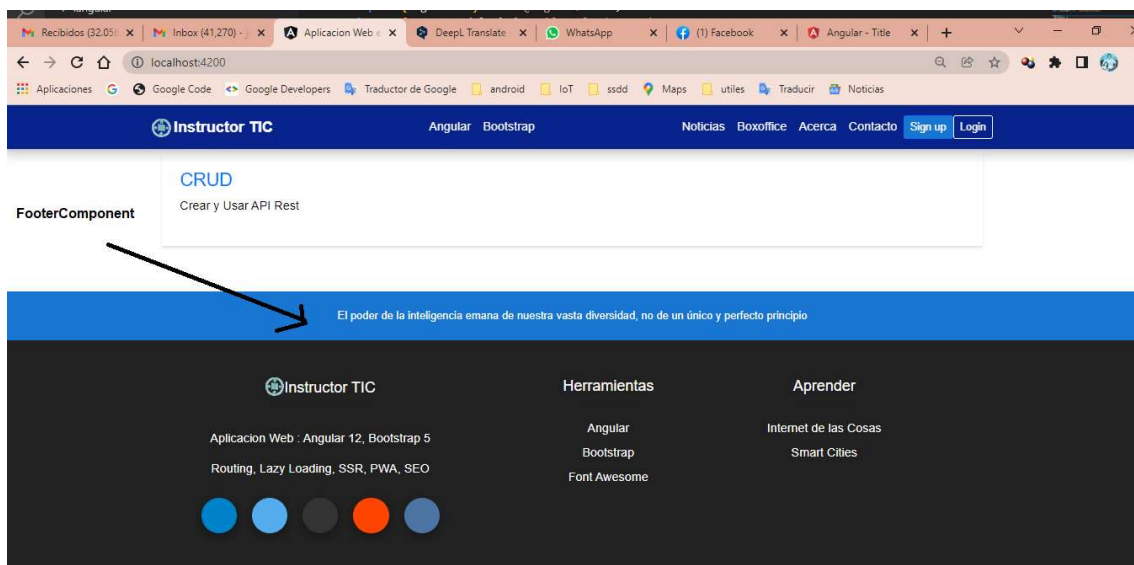 Recibidos (32.05
Inbox (41,270) -
Aplicacion Web e
DeepL Translate
WhatsApp
(1) Facebook
Angular - Title
localhost:4200
Aplicaciones
Google Code
Google Developers
Traductor de Google
android
IoT
ssdd
Maps
utiles
Traducir
Noticias
Instructor TIC
Angular Bootstrap
Noticias Boxoffice Acerca Contacto Sign up Login
CRUD
Crear y Usar API Rest
FooterComponent
El poder de la inteligencia emana de nuestra vasta diversidad, no de un único y perfecto principio
Instructor TIC
Aplicacion Web : Angular 12, Bootstrap 5
Routing, Lazy Loading, SSR, PWA, SEO
Herramientas
Angular
Bootstrap
Font Awesome
Aprender
Internet de las Cosas
Smart Cities